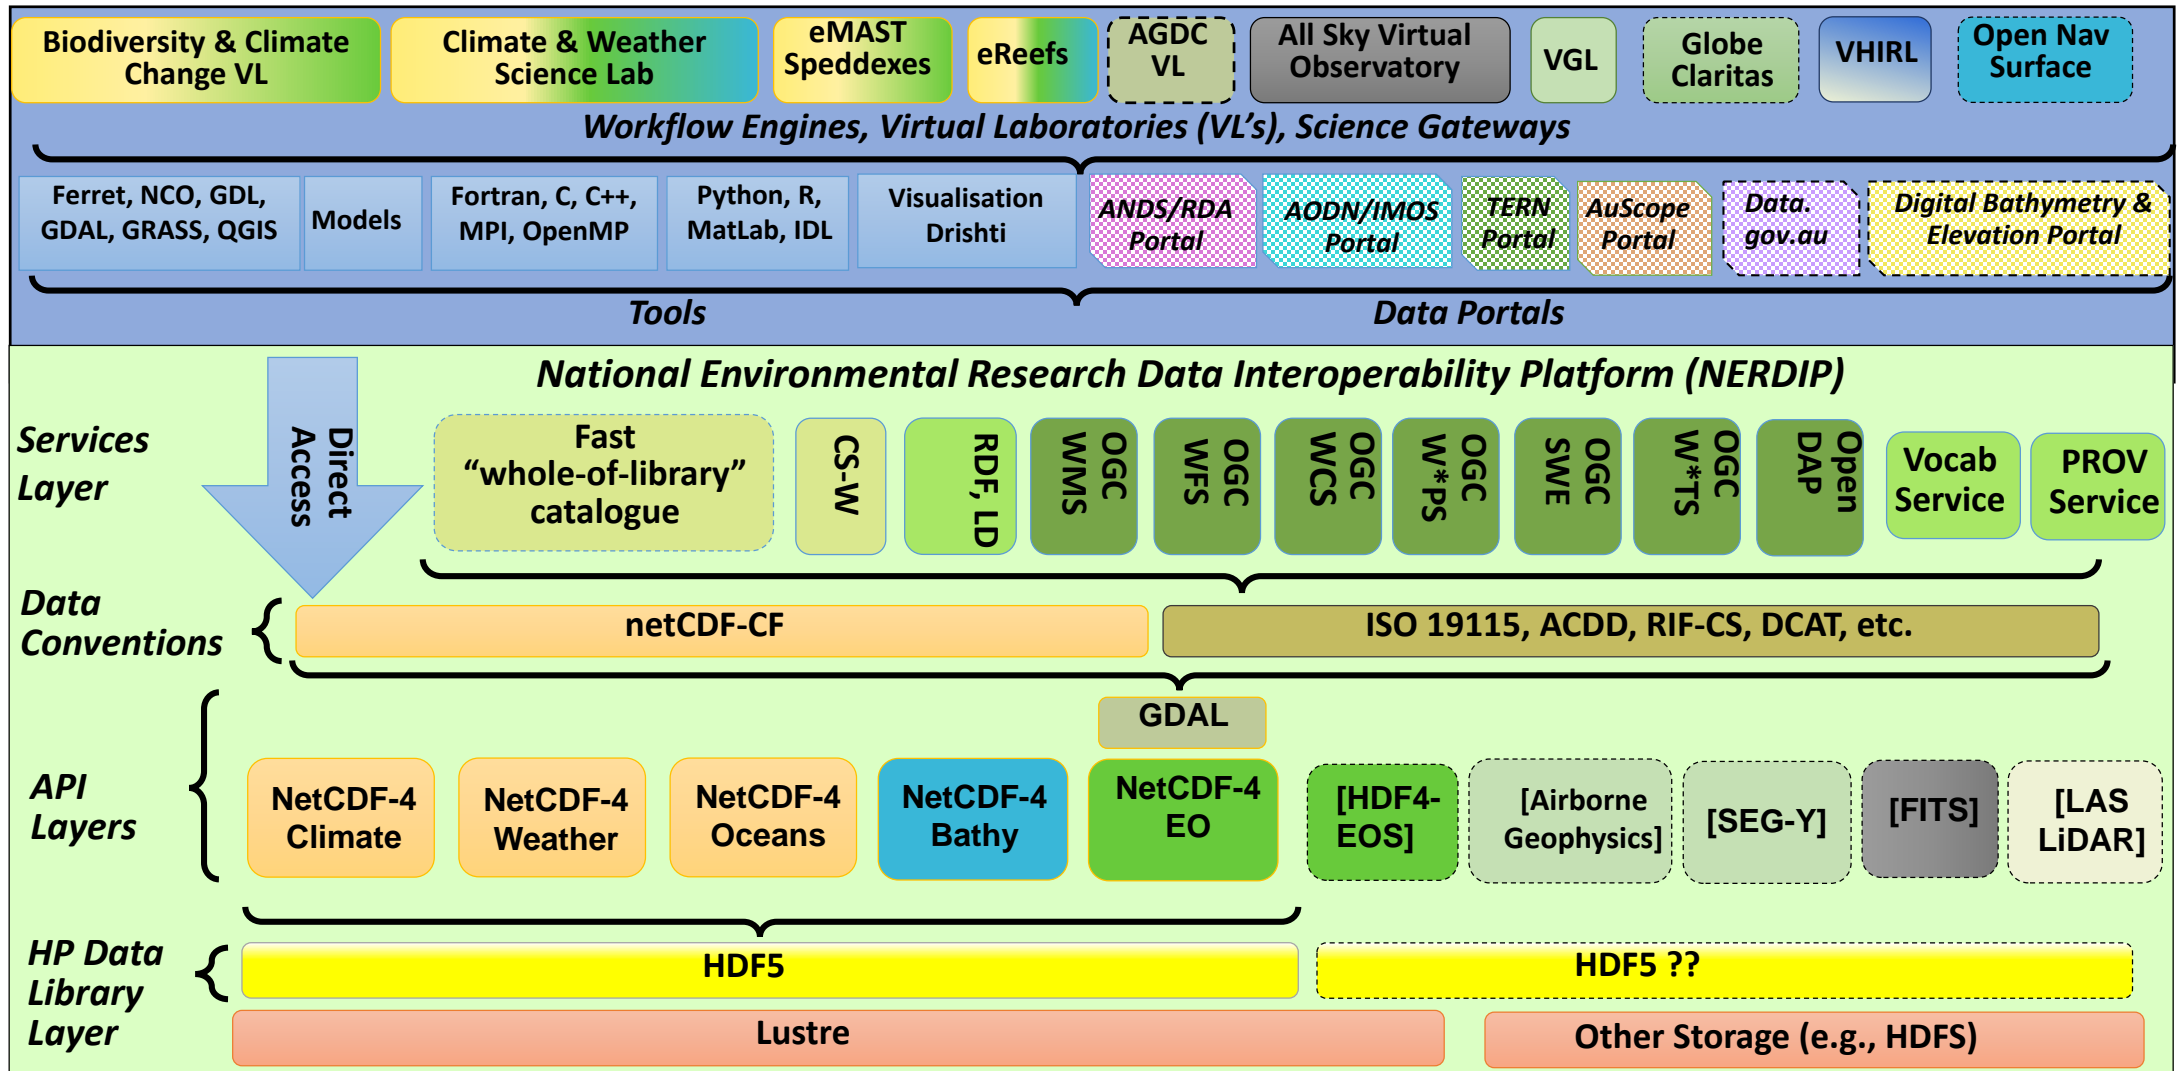 Biodiversity & Climate
Change VL
Climate & Weather
Science Lab
eMAST
Speddexes
eReefs
AGDC
VL
All Sky Virtual
Observatory
VGL
Globe
Claritas
VHIRL
Open Nav
Surface
Workflow Engines, Virtual Laboratories (VL's), Science Gateways
Ferret, NCO, GDL,
GDAL, GRASS, QGIS
Models
Fortran, C, C++,
MPI, OpenMP
Python, R,
MatLab, IDL
Visualisation
Drishti
ANDS/RDA
Portal
AODN/IMOS
Portal
TERN
Portal
AuScope
Portal
Data.
gov.au
Digital Bathymetry &
Elevation Portal
Tools
Data Portals
National Environmental Research Data Interoperability Platform (NERDIP)
Services
Layer
Direct
Access
Fast
“whole-of-library”
catalogue
CS-W
RDF, LD
OGC
WMS
OGC
WFS
OGC
WCS
OGC
W*PS
OGC
SWE
OGC
W*TS
Open
DAP
Vocab
Service
PROV
Service
Data
Conventions
netCDF-CF
ISO 19115, ACDD, RIF-CS, DCAT, etc.
GDAL
API
Layers
NetCDF-4
Climate
NetCDF-4
Weather
NetCDF-4
Oceans
NetCDF-4
Bathy
NetCDF-4
EO
[HDF4-
EOS]
[Airborne
Geophysics]
[SEG-Y]
[FITS]
[LAS
LiDAR]
HP Data
Library
Layer
HDF5
HDF5 ??
Lustre
Other Storage (e.g., HDFS)